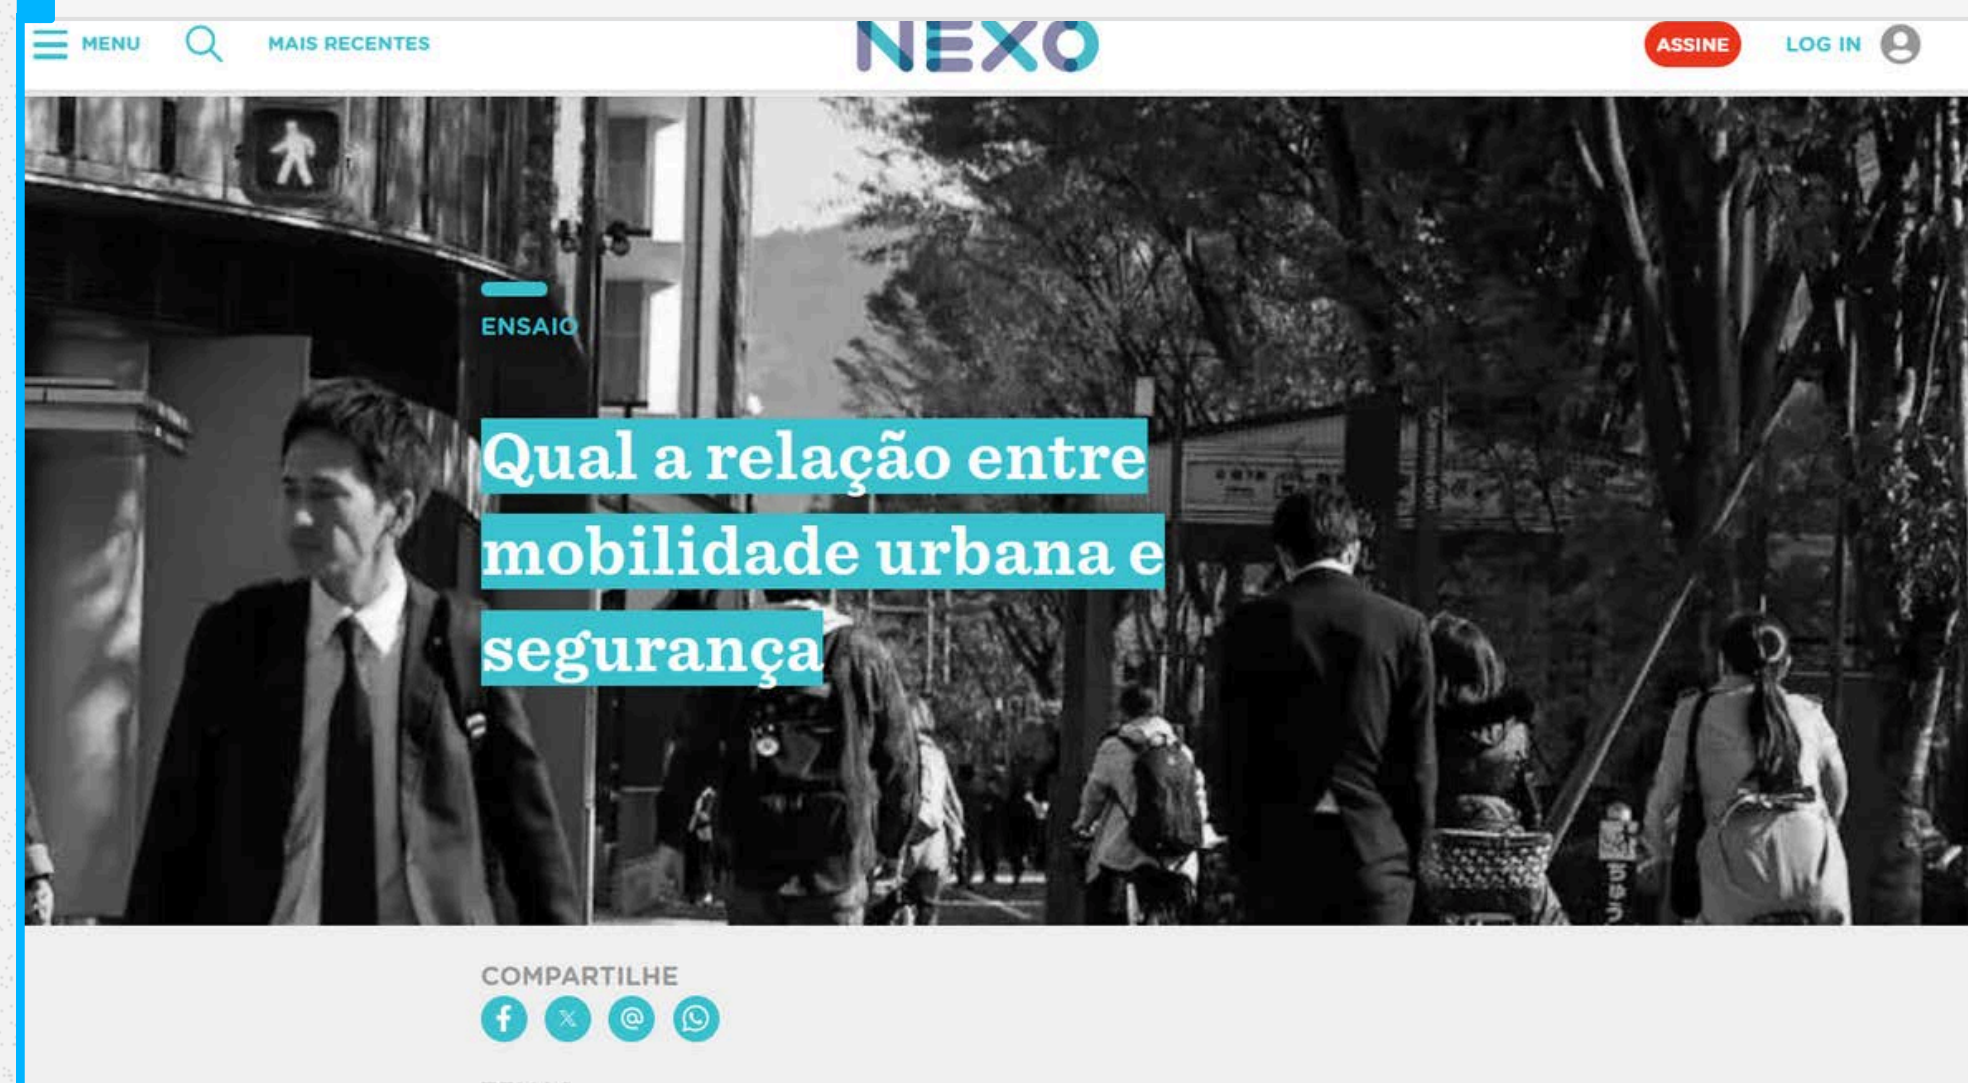 MENU
MAIS RECENTES
NEXO
ASSINE
LOG IN
ENSAIO
Qual a relação entre
mobilidade urbana e
segurança
COMPARTILHE